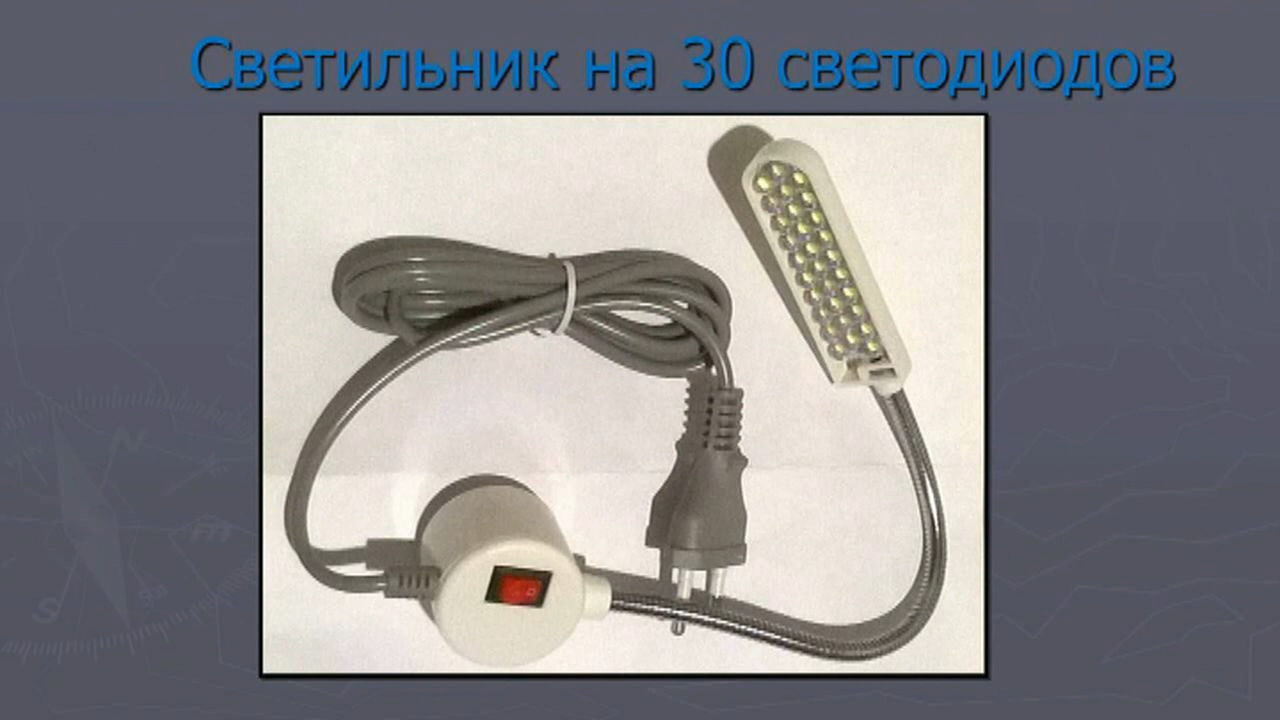 Светильник на 30 светодиодов